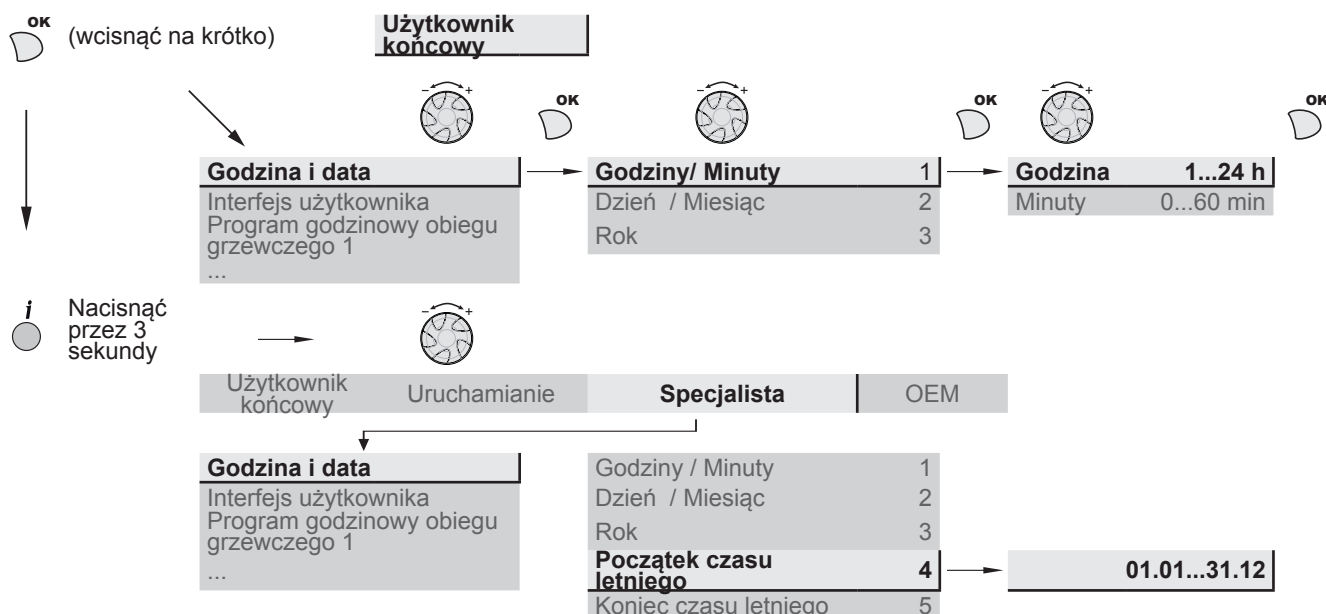 OK
(wcisnąć na krótko)
Użytkownik
końcowy
- +
OK
- +
OK
- +
OK
Godzina i data
Godziny/ Minuty 1
Godzina 1...24 h
Interfejs użytkownika
Dzień / Miesiąc 2
Minuty 0...60 min
Program godzinowy obiegu
grzewczego 1
Rok 3
...
i
Nacisnąć
przez 3
sekundy
- +
Użytkownik
końcowy
Uruchamianie
Specjalista
OEM
Godzina i data
Godziny / Minuty 1
Interfejs użytkownika
Dzień / Miesiąc 2
Program godzinowy obiegu
grzewczego 1
Rok 3
...
Początek czasu
letniego 4
01.01...31.12
Koniec czasu letniego 5